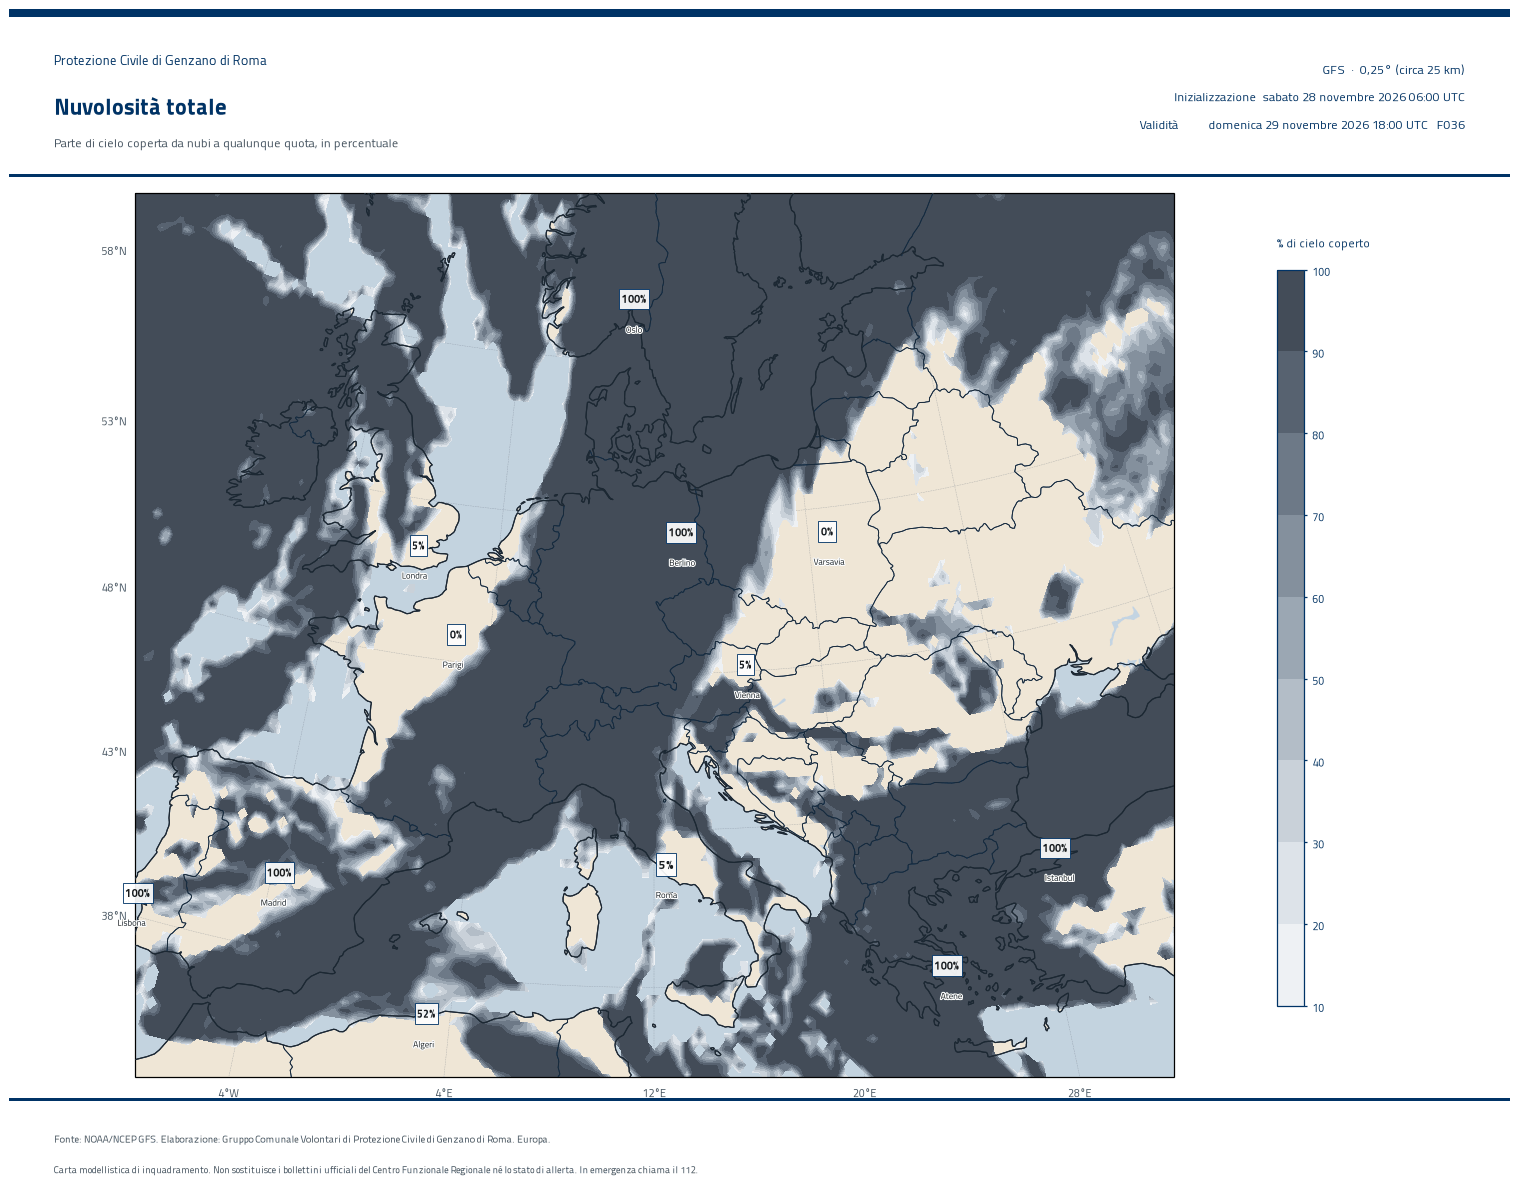 Protezione Civile di Genzano di Roma
Nuvolosità totale
Parte di cielo coperta da nubi a qualunque quota, in percentuale
GFS · 0,25° (circa 25 km)
Inizializzazione sabato 28 novembre 2026 06:00 UTC
Validità domenica 29 novembre 2026 18:00 UTC F036
58°N
53°N
48°N
43°N
38°N
4°W
4°E
12°E
20°E
28°E
100%
Oslo
100%
Berlino
0%
Varsavia
5%
Londra
0%
Parigi
5%
Vienna
100%
Istanbul
5%
Roma
100%
Madrid
100%
Lisbona
100%
Atene
52%
Algeri
% di cielo coperto
100
90
80
70
60
50
40
30
20
10
Fonte: NOAA/NCEP GFS. Elaborazione: Gruppo Comunale Volontari di Protezione Civile di Genzano di Roma. Europa.
Carta modellistica di inquadramento. Non sostituisce i bollettini ufficiali del Centro Funzionale Regionale né lo stato di allerta. In emergenza chiama il 112.